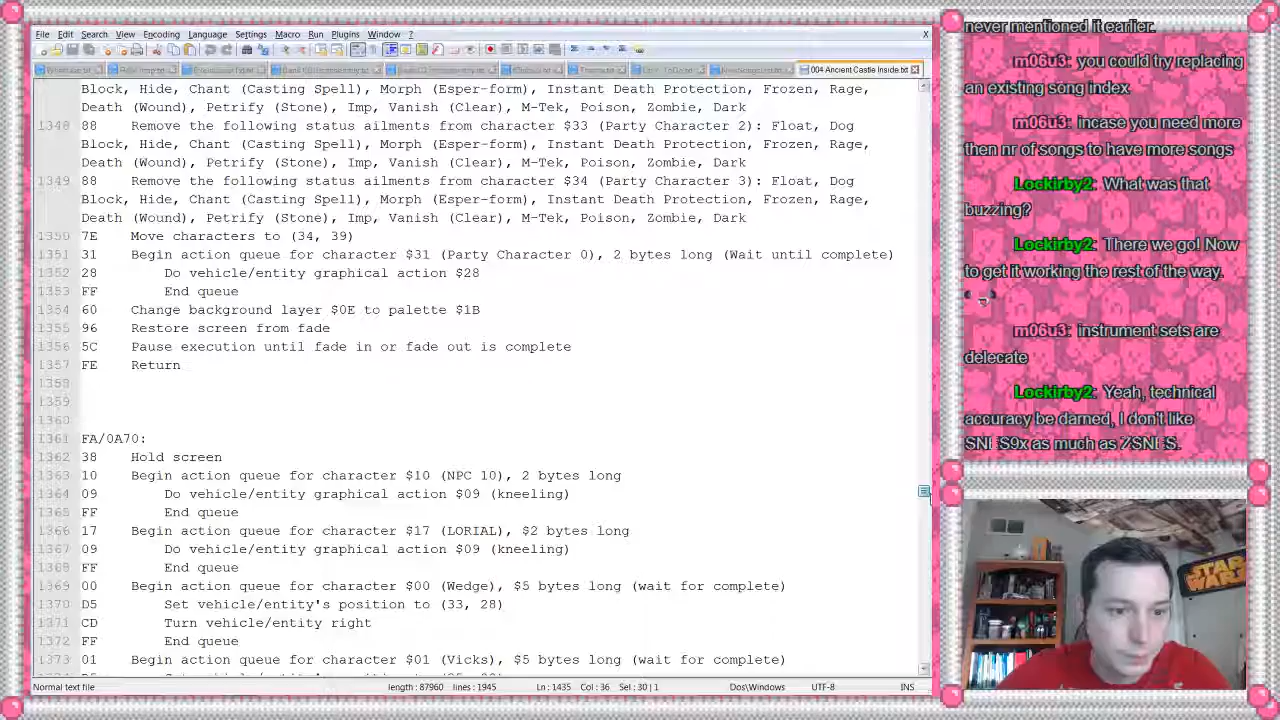 File Edit Search View Encoding Language Settings Macro Run Plugins Window ? X
004 Ancient Castle Inside.txt
Block, Hide, Chant (Casting Spell), Morph (Esper-form), Instant Death Protection, Frozen, Rage,
Death (Wound), Petrify (Stone), Imp, Vanish (Clear), M-Tek, Poison, Zombie, Dark
1348 88 Remove the following status ailments from character $33 (Party Character 2): Float, Dog
Block, Hide, Chant (Casting Spell), Morph (Esper-form), Instant Death Protection, Frozen, Rage,
Death (Wound), Petrify (Stone), Imp, Vanish (Clear), M-Tek, Poison, Zombie, Dark
1349 88 Remove the following status ailments from character $34 (Party Character 3): Float, Dog
Block, Hide, Chant (Casting Spell), Morph (Esper-form), Instant Death Protection, Frozen, Rage,
Death (Wound), Petrify (Stone), Imp, Vanish (Clear), M-Tek, Poison, Zombie, Dark
1350 7E Move characters to (34, 39)
1351 31 Begin action queue for character $31 (Party Character 0), 2 bytes long (Wait until complete)
1352 28 Do vehicle/entity graphical action $28
1353 FF End queue
1354 60 Change background layer $0E to palette $1B
1355 96 Restore screen from fade
1356 5C Pause execution until fade in or fade out is complete
1357 FE Return
1358
1359
1360
1361 FA/0A70:
1362 38 Hold screen
1363 10 Begin action queue for character $10 (NPC 10), 2 bytes long
1364 09 Do vehicle/entity graphical action $09 (kneeling)
1365 FF End queue
1366 17 Begin action queue for character $17 (LORIAL), $2 bytes long
1367 09 Do vehicle/entity graphical action $09 (kneeling)
1368 FF End queue
1369 00 Begin action queue for character $00 (Wedge), $5 bytes long (wait for complete)
1370 D5 Set vehicle/entity's position to (33, 28)
1371 CD Turn vehicle/entity right
1372 FF End queue
1373 01 Begin action queue for character $01 (Vicks), $5 bytes long (wait for complete)
Normal text file length : 87960 lines : 1945 Ln : 1435 Col : 36 Sel : 30 | 1 Dos\Windows UTF-8 INS
never mentioned it earlier.
m06u3: you could try replacing
an existing song index
m06u3: incase you need more
then nr of songs to have more songs
Lockirby2: What was that
buzzing?
Lockirby2: There we go! Now
to get it working the rest of the way.
m06u3: instrument sets are
delecate
Lockirby2: Yeah, technical
accuracy be darned, I don't like
SNES9x as much as ZSNES.
STAR
WARS